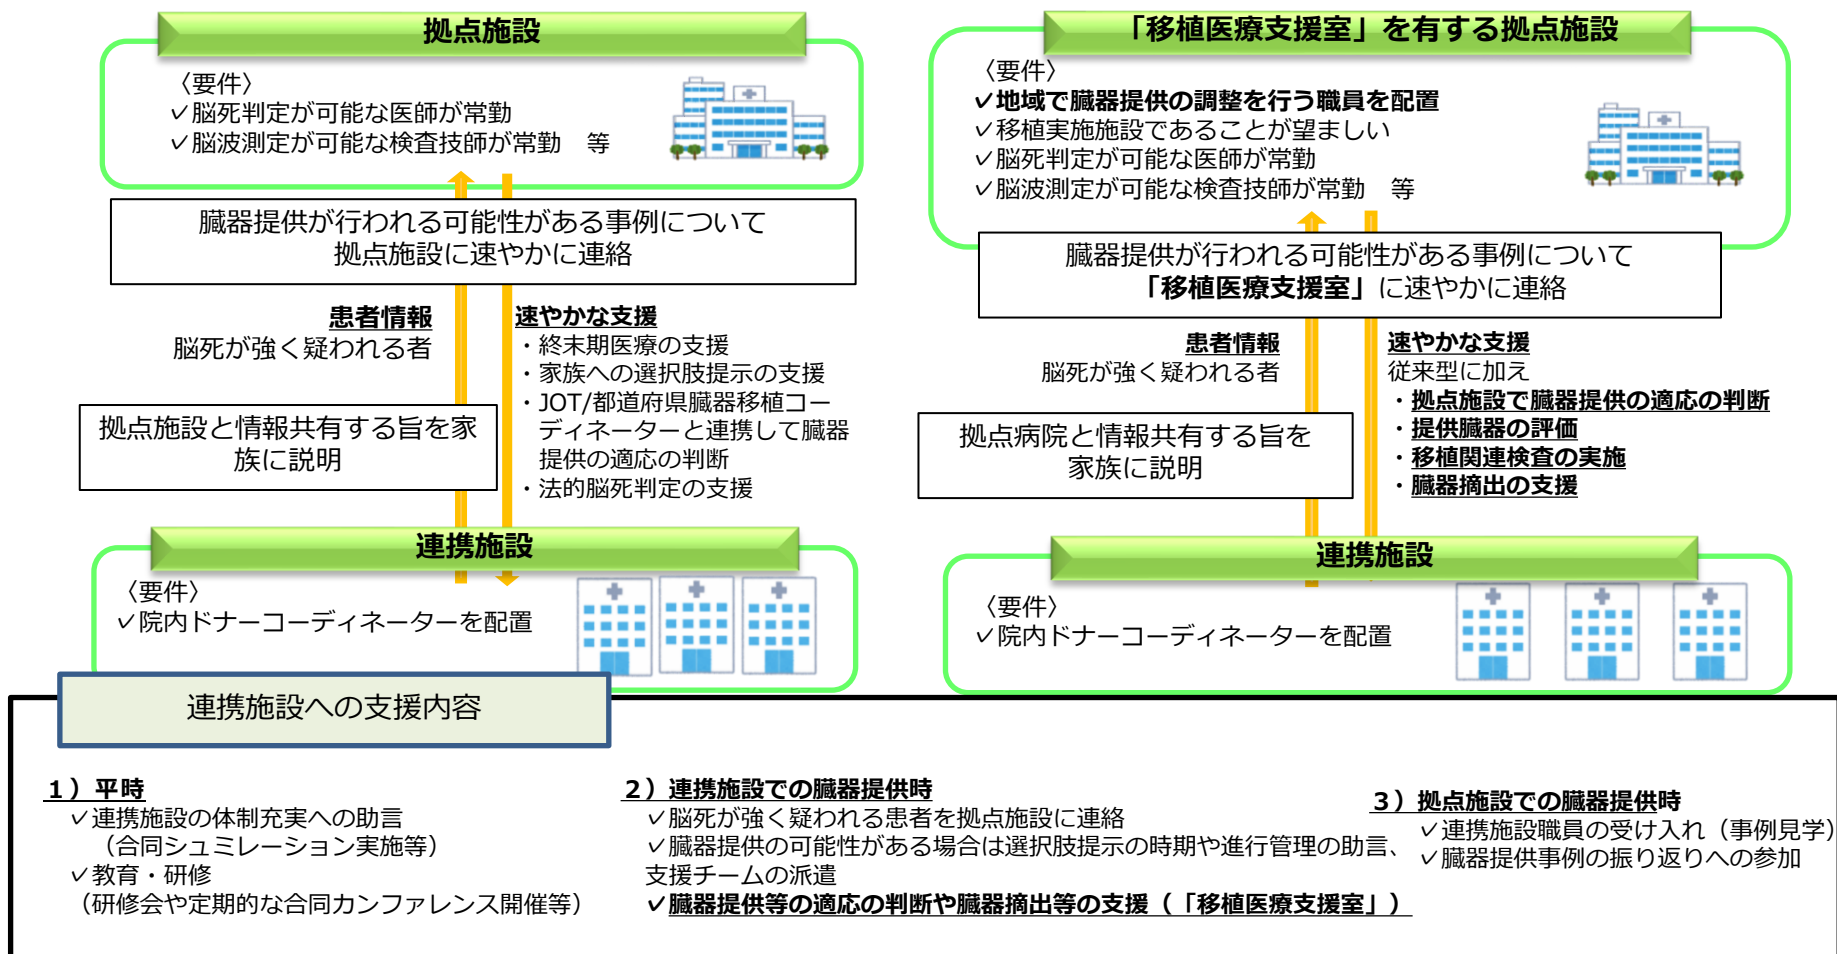 拠点施設
〈要件〉
✓脳死判定が可能な医師が常勤
✓脳波測定が可能な検査技師が常勤　等
臓器提供が行われる可能性がある事例について
拠点施設に速やかに連絡
患者情報
脳死が強く疑われる者
速やかな支援
・終末期医療の支援
・家族への選択肢提示の支援
・JOT/都道府県臓器移植コー
ディネーターと連携して臓器
提供の適応の判断
・法的脳死判定の支援
拠点施設と情報共有する旨を家
族に説明
連携施設
〈要件〉
✓院内ドナーコーディネーターを配置
「移植医療支援室」を有する拠点施設
〈要件〉
✓地域で臓器提供の調整を行う職員を配置
✓移植実施施設であることが望ましい
✓脳死判定が可能な医師が常勤
✓脳波測定が可能な検査技師が常勤　等
臓器提供が行われる可能性がある事例について
「移植医療支援室」に速やかに連絡
患者情報
脳死が強く疑われる者
速やかな支援
従来型に加え
・拠点施設で臓器提供の適応の判断
・提供臓器の評価
・移植関連検査の実施
・臓器摘出の支援
拠点病院と情報共有する旨を
家族に説明
連携施設
〈要件〉
✓院内ドナーコーディネーターを配置
連携施設への支援内容
１）平時
✓連携施設の体制充実への助言
（合同シュミレーション実施等）
✓教育・研修
（研修会や定期的な合同カンファレンス開催等）
２）連携施設での臓器提供時
✓脳死が強く疑われる患者を拠点施設に連絡
✓臓器提供の可能性がある場合は選択肢提示の時期や進行管理の助言、
支援チームの派遣
✓臓器提供等の適応の判断や臓器摘出等の支援（「移植医療支援室」）
３）拠点施設での臓器提供時
✓連携施設職員の受け入れ（事例見学）
✓臓器提供事例の振り返りへの参加